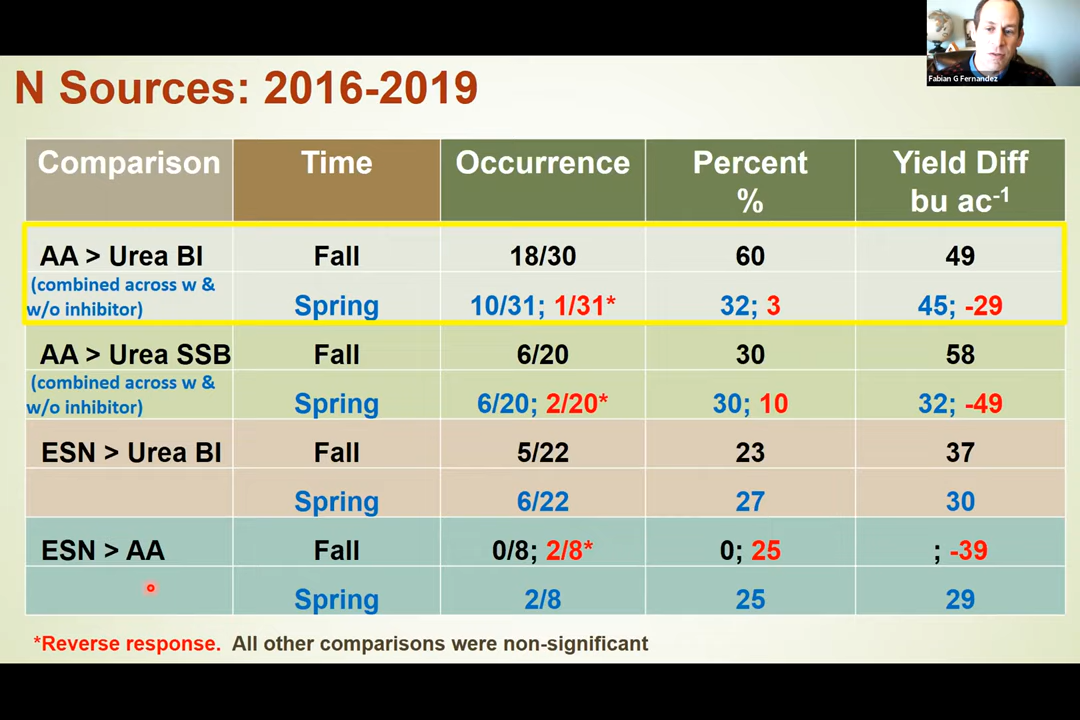 Fabian G Fernandez
N Sources: 2016-2019
Comparison Time Occurrence Percent % Yield Diff bu ac-1
AA > Urea BI Fall 18/30 60 49
(combined across w &
w/o inhibitor) Spring 10/31; 1/31* 32; 3 45; -29
AA > Urea SSB Fall 6/20 30 58
(combined across w &
w/o inhibitor) Spring 6/20; 2/20* 30; 10 32; -49
ESN > Urea BI Fall 5/22 23 37
Spring 6/22 27 30
ESN > AA Fall 0/8; 2/8* 0; 25 ; -39
Spring 2/8 25 29
*Reverse response. All other comparisons were non-significant